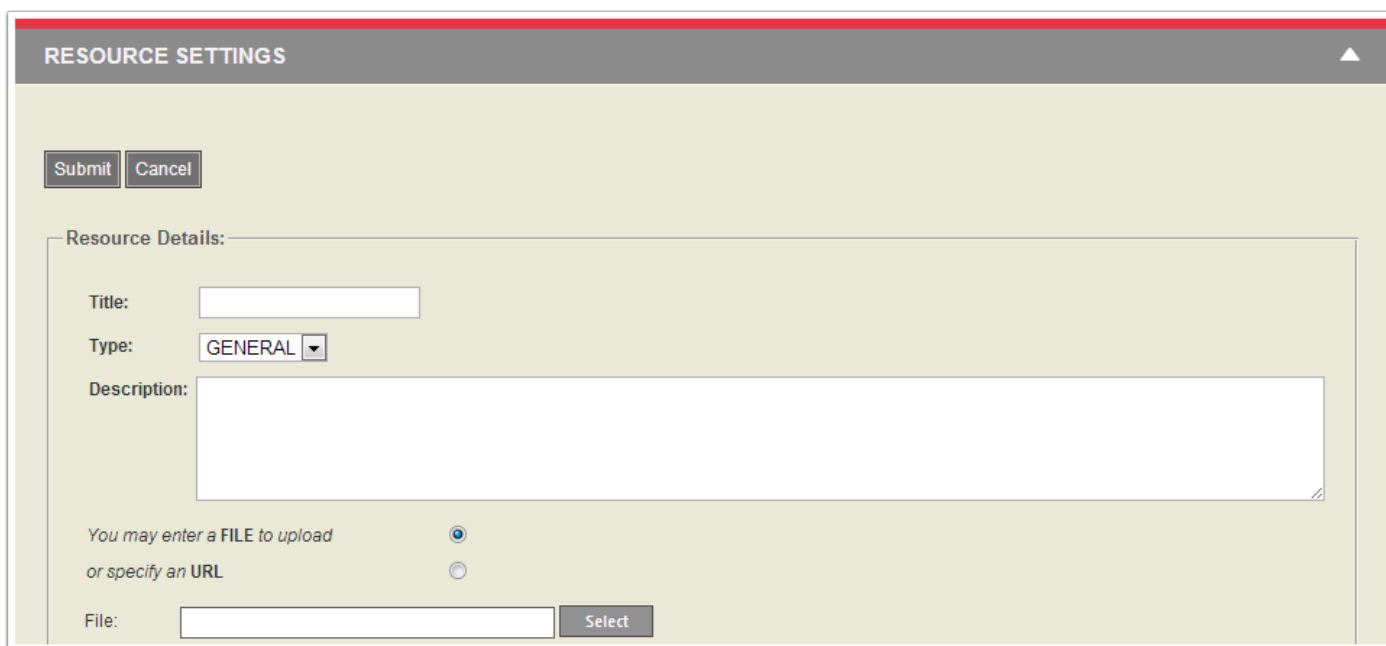 RESOURCE SETTINGS
Submit Cancel
Resource Details:
Title:
Type: GENERAL
Description:
You may enter a FILE to upload
or specify an URL
File: Select